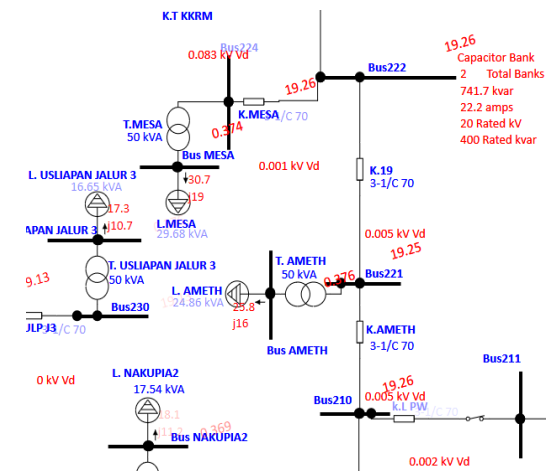 K.T KKRM
Bus224
0.083 kV Vd
19.26
Capacitor Bank
2 Total Banks
741.7 kvar
22.2 amps
20 Rated kV
400 Rated kvar
Bus222
19.26
K.MESA
3-1/C 70
T.MESA
50 kVA
0.374
Bus MESA
0.001 kV Vd
K.19
3-1/C 70
L. USLIAPAN JALUR 3
16.65 kVA
30.7
j19
L.MESA
29.68 kVA
17.3
j10.7
APAN JALUR 3
0.005 kV Vd
19.25
T. USLIAPAN JALUR 3
50 kVA
9.13
T. AMETH
50 kVA
0.376
Bus221
L. AMETH
24.86 kVA
25.8
j16
Bus230
JLP J3
3-1/C 70
K.AMETH
3-1/C 70
Bus AMETH
Bus211
L. NAKUPIA2
17.54 kVA
0 kV Vd
19.26
Bus210
0.005 kV Vd
k.L PW
3-1/C 70
18.1
j11.2
0.369
Bus NAKUPIA2
0.002 kV Vd